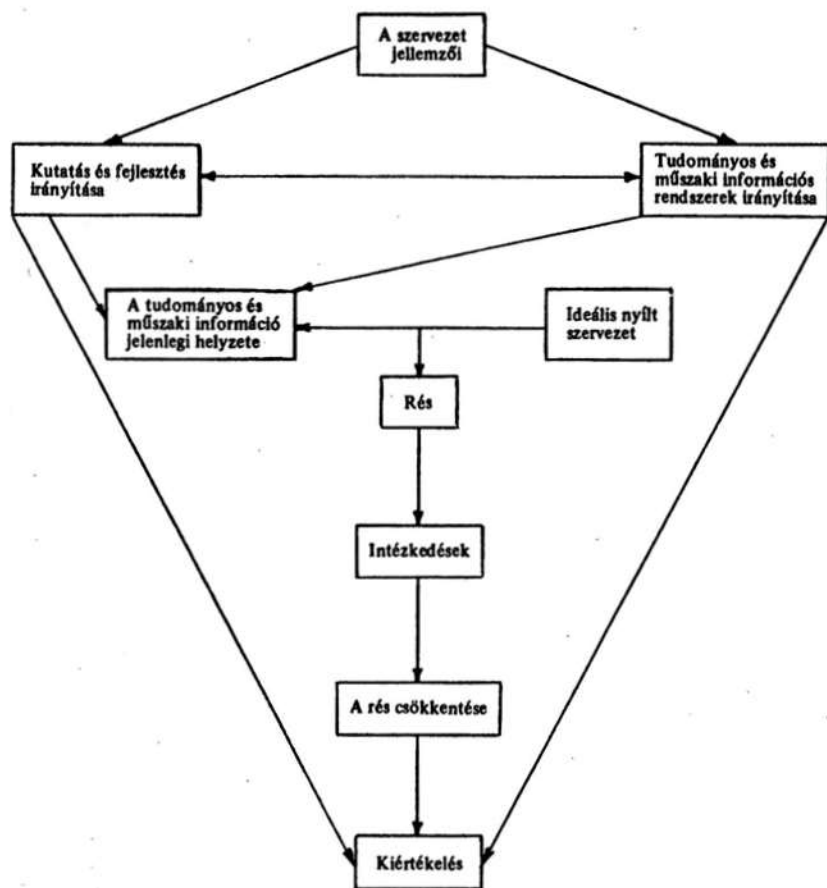 A szervezet
jellemzői
Kutatás és fejlesztés
irányítása
Tudományos és
műszaki információs
rendszerek irányítása
A tudományos és
műszaki információ
jelenlegi helyzete
Ideális nyílt
szervezet
Rés
Intézkedések
A rés csökkentése
Kiértékelés